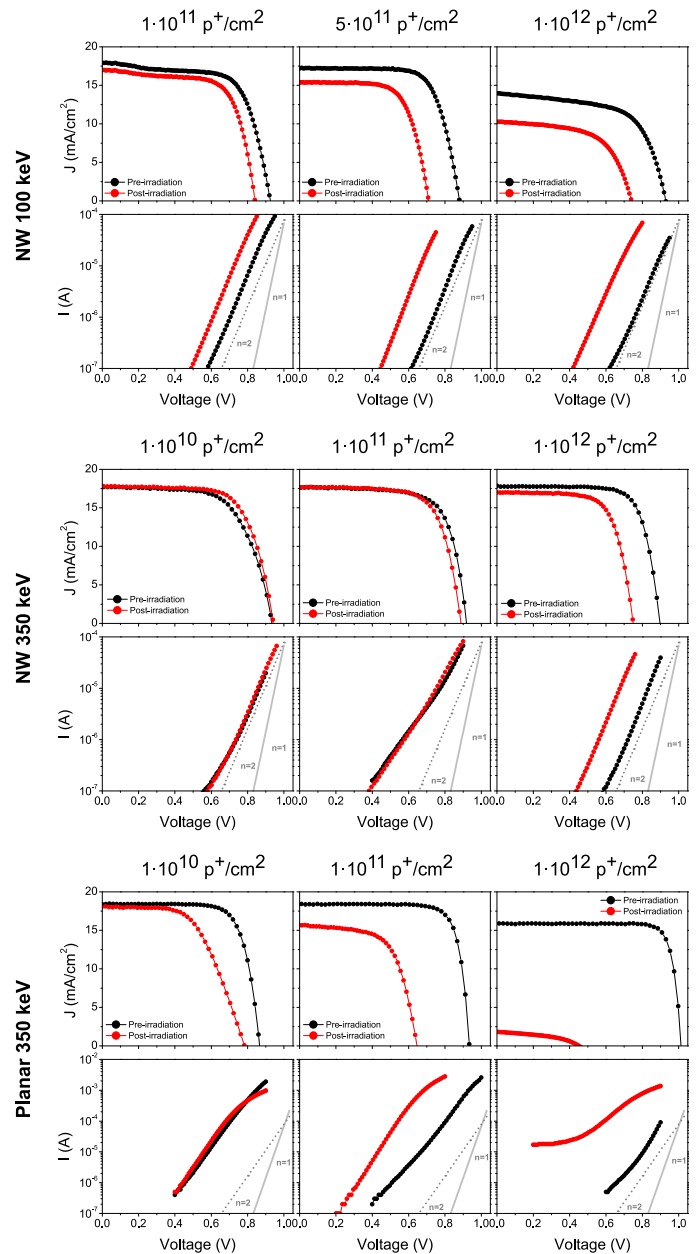 1·10¹¹ p⁺/cm² 5·10¹¹ p⁺/cm² 1·10¹² p⁺/cm²
NW 100 keV
J (mA/cm²)
20
15
10
5
0
Pre-irradiation
Post-irradiation
Pre-irradiation
Post-irradiation
Pre-irradiation
Post-irradiation
I (A)
10⁻⁴
10⁻⁵
10⁻⁶
10⁻⁷
n=1
n=2
n=1
n=2
n=1
n=2
0.0 0.2 0.4 0.6 0.8 1.0 0.2 0.4 0.6 0.8 1.0 0.2 0.4 0.6 0.8 1.0
Voltage (V) Voltage (V) Voltage (V)
1·10¹⁰ p⁺/cm² 1·10¹¹ p⁺/cm² 1·10¹² p⁺/cm²
NW 350 keV
J (mA/cm²)
20
15
10
5
0
Pre-irradiation
Post-irradiation
Pre-irradiation
Post-irradiation
Pre-irradiation
Post-irradiation
I (A)
10⁻⁴
10⁻⁵
10⁻⁶
10⁻⁷
n=1
n=2
n=1
n=2
n=1
n=2
0.0 0.2 0.4 0.6 0.8 1.0 0.2 0.4 0.6 0.8 1.0 0.2 0.4 0.6 0.8 1.0
Voltage (V) Voltage (V) Voltage (V)
1·10¹⁰ p⁺/cm² 1·10¹¹ p⁺/cm² 1·10¹² p⁺/cm²
Planar 350 keV
J (mA/cm²)
20
15
10
5
0
Pre-irradiation
Post-irradiation
Pre-irradiation
Post-irradiation
Pre-irradiation
Post-irradiation
I (A)
10⁻²
10⁻³
10⁻⁴
10⁻⁵
10⁻⁶
10⁻⁷
n=1
n=2
n=1
n=2
n=1
n=2
0.0 0.2 0.4 0.6 0.8 1.0 0.2 0.4 0.6 0.8 1.0 0.0 0.2 0.4 0.6 0.8 1.0
Voltage (V) Voltage (V) Voltage (V)